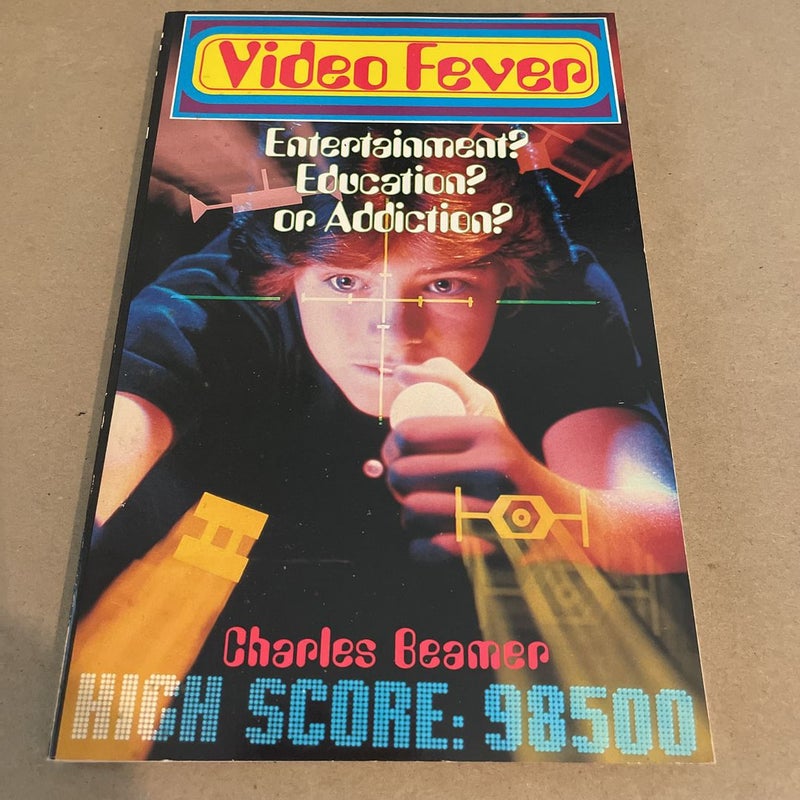 Video Fever
Entertainment?
Education?
or Addiction?
Charles Beamer
HIGH SCORE: 98500